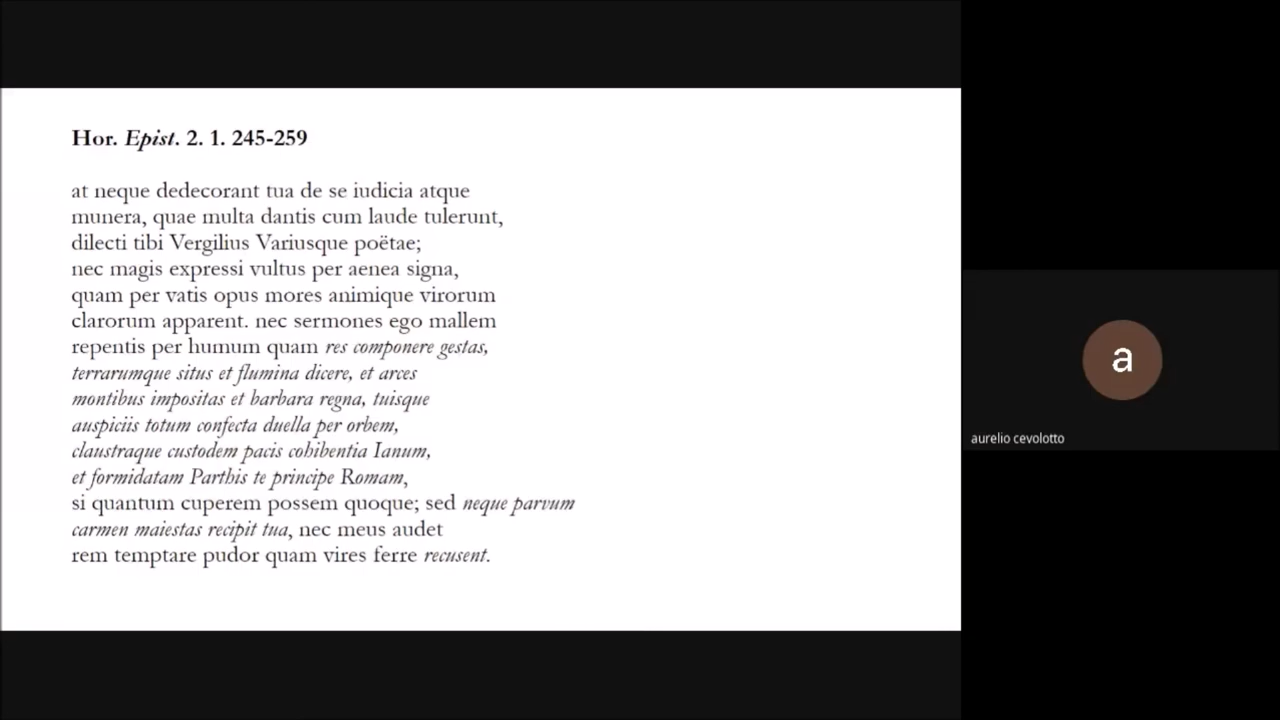 Hor. Epist. 2. 1. 245-259
at neque dedecorant tua de se iudicia atque
munera, quae multa dantis cum laude tulerunt,
dilecti tibi Vergilius Variusque poëtae;
nec magis expressi vultus per aenea signa,
quam per vatis opus mores animique virorum
clarorum apparent. nec sermones ego mallem
repentis per humum quam res componere gestas,
terrarumque situs et flumina dicere, et arces
montibus impositas et barbara regna, tuisque
auspiciis totum confecta duella per orbem,
claustraque custodem pacis cohibentia Ianum,
et formidatam Parthis te principe Romam,
si quantum cuperem possem quoque; sed neque parvum
carmen maiestas recipit tua, nec meus audet
rem temptare pudor quam vires ferre recusent.
a
aurelio cevolotto